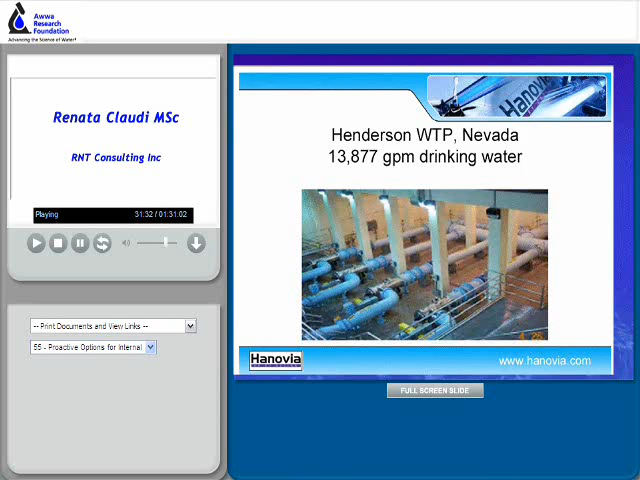 Awwa
Research
Foundation
Advancing the Science of Water®
Renata Claudi MSc
RNT Consulting Inc
Playing
31:32 / 01:31:02
-- Print Documents and View Links --
55 - Proactive Options for Internal
Hanovia
Henderson WTP, Nevada
13,877 gpm drinking water
Hanovia
www.hanovia.com
FULL SCREEN SLIDE